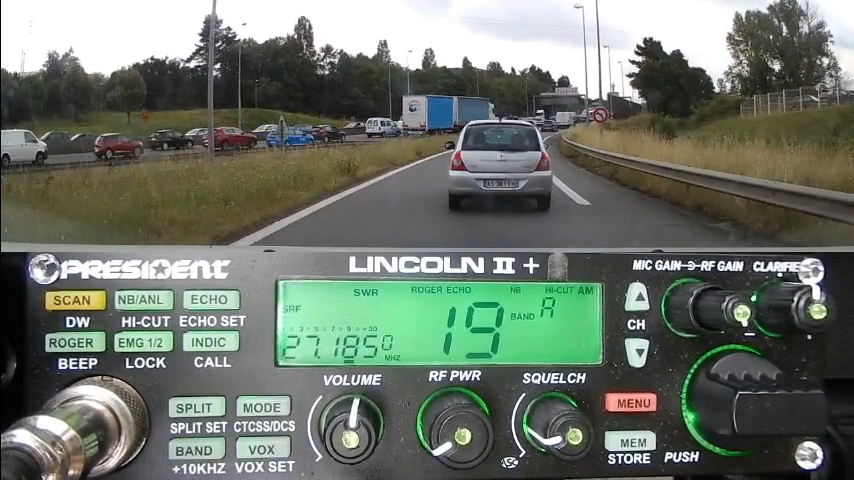 PRESIDENT
LINCOLN II +
MIC GAIN RF GAIN CLARIFIER
SCAN NB/ANL ECHO
DW HI-CUT ECHO SET
ROGER EMG 1/2 INDIC
BEEP LOCK CALL
SWR ROGER ECHO NB HI-CUT AM
SRF
BAND A
19
27.1850 MHZ
CH
VOLUME RF PWR SQUELCH
SPLIT MODE
SPLIT SET CTCSS/DCS
BAND VOX
+10KHZ VOX SET
ASC
MENU
MEM
STORE PUSH